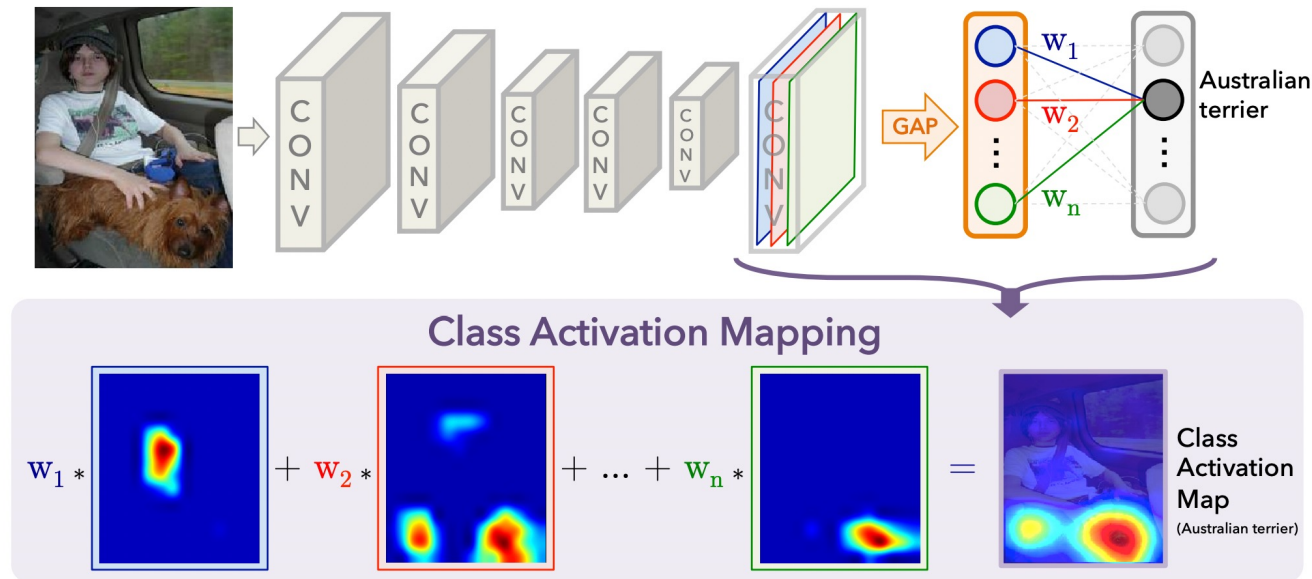 CONV
CONV
CONV
CONV
CONV
CONV
GAP
w1
w2
⋮
wn
⋮
Australian
terrier
Class Activation Mapping
w1 * + w2 * + ... + wn * =
Class
Activation
Map
(Australian terrier)